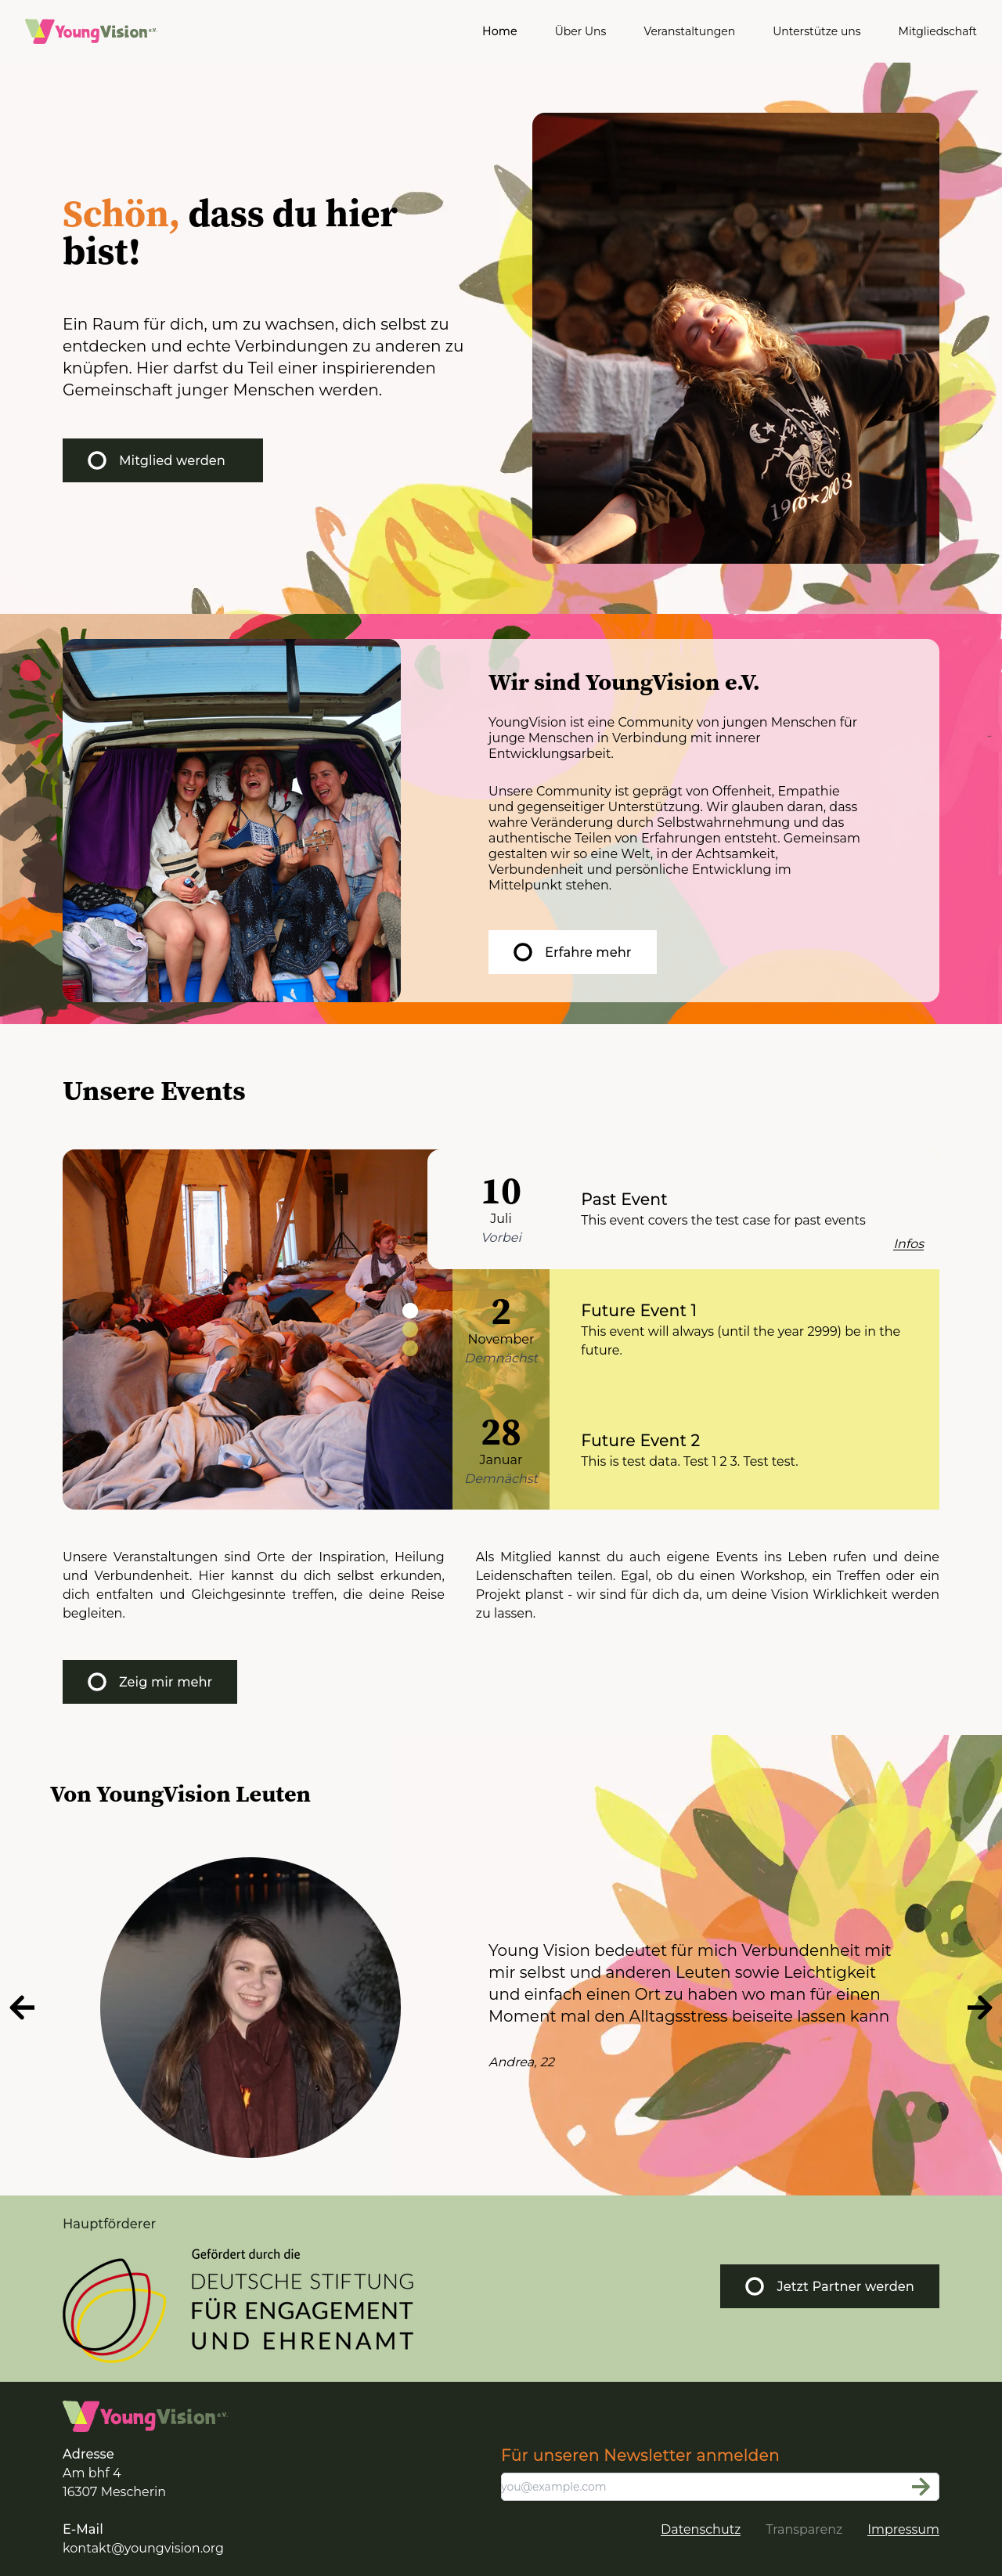 YoungVision e.V.
Home Über Uns Veranstaltungen Unterstütze uns Mitgliedschaft
Schön, dass du hier
bist!
Ein Raum für dich, um zu wachsen, dich selbst zu
entdecken und echte Verbindungen zu anderen zu
knüpfen. Hier darfst du Teil einer inspirierenden
Gemeinschaft junger Menschen werden.
Mitglied werden
1910★2008
Wir sind YoungVision e.V.
YoungVision ist eine Community von jungen Menschen für
junge Menschen in Verbindung mit innerer
Entwicklungsarbeit.
Unsere Community ist geprägt von Offenheit, Empathie
und gegenseitiger Unterstützung. Wir glauben daran, dass
wahre Veränderung durch Selbstwahrnehmung und das
authentische Teilen von Erfahrungen entsteht. Gemeinsam
gestalten wir so eine Welt, in der Achtsamkeit,
Verbundenheit und persönliche Entwicklung im
Mittelpunkt stehen.
Erfahre mehr
Unsere Events
10
Juli
Vorbei
Past Event
This event covers the test case for past events
Infos
2
November
Demnächst
Future Event 1
This event will always (until the year 2999) be in the
future.
28
Januar
Demnächst
Future Event 2
This is test data. Test 1 2 3. Test test.
Unsere Veranstaltungen sind Orte der Inspiration, Heilung
und Verbundenheit. Hier kannst du dich selbst erkunden,
dich entfalten und Gleichgesinnte treffen, die deine Reise
begleiten.
Als Mitglied kannst du auch eigene Events ins Leben rufen und deine
Leidenschaften teilen. Egal, ob du einen Workshop, ein Treffen oder ein
Projekt planst - wir sind für dich da, um deine Vision Wirklichkeit werden
zu lassen.
Zeig mir mehr
Von YoungVision Leuten
Young Vision bedeutet für mich Verbundenheit mit
mir selbst und anderen Leuten sowie Leichtigkeit
und einfach einen Ort zu haben wo man für einen
Moment mal den Alltagsstress beiseite lassen kann
Andrea, 22
Hauptförderer
Gefördert durch die
DEUTSCHE STIFTUNG
FÜR ENGAGEMENT
UND EHRENAMT
Jetzt Partner werden
YoungVision e.V.
Adresse
Am bhf 4
16307 Mescherin
E-Mail
kontakt@youngvision.org
Für unseren Newsletter anmelden
you@example.com
Datenschutz Transparenz Impressum